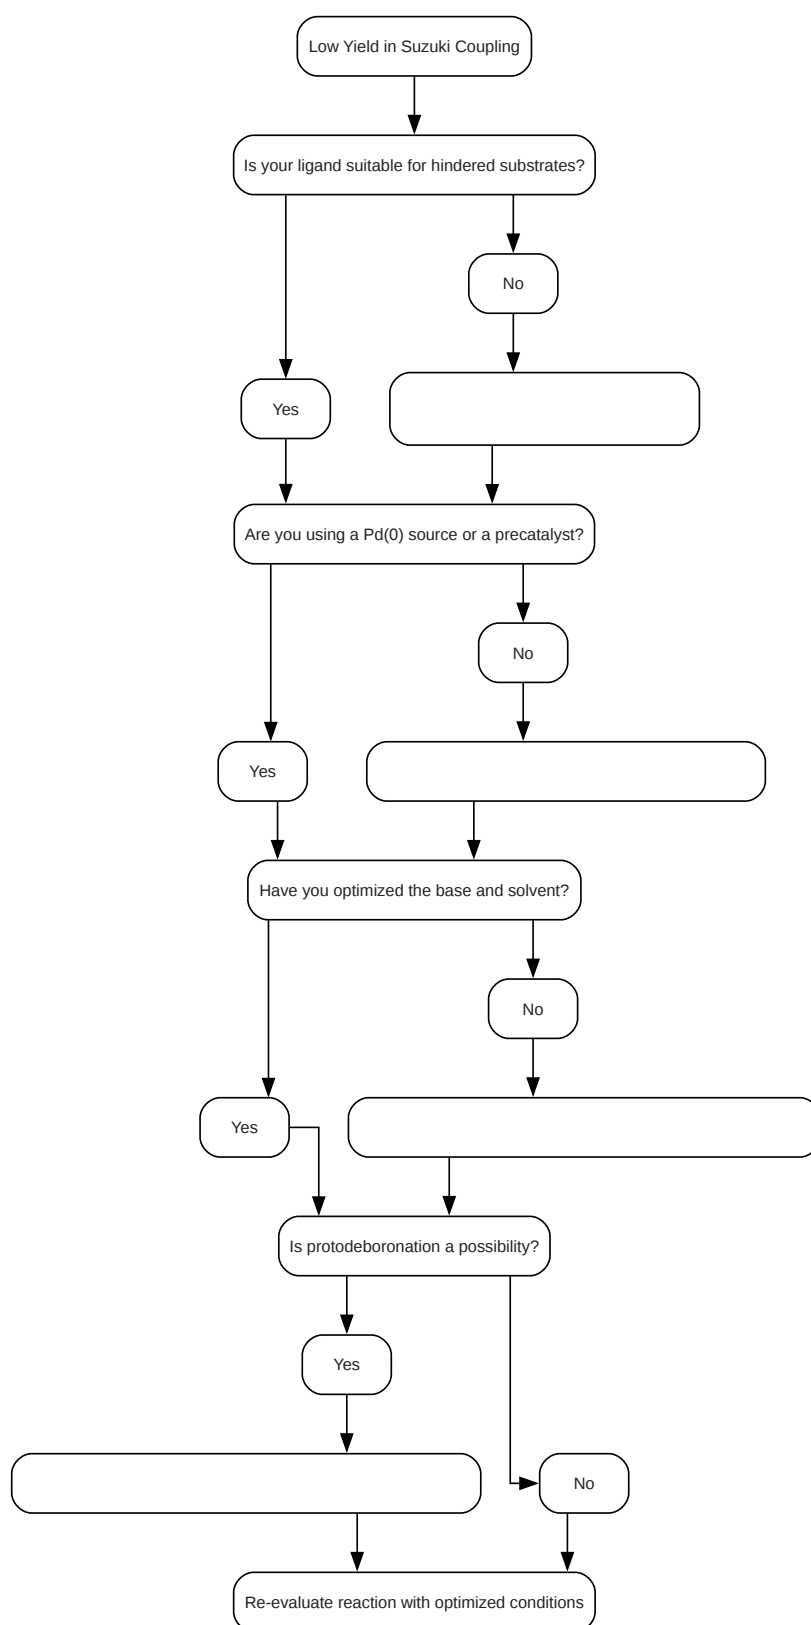 Low Yield in Suzuki Coupling
Is your ligand suitable for hindered substrates?
No
Yes
Are you using a Pd(0) source or a precatalyst?
No
Yes
Have you optimized the base and solvent?
No
Yes
Is protodeboronation a possibility?
Yes
No
Re-evaluate reaction with optimized conditions